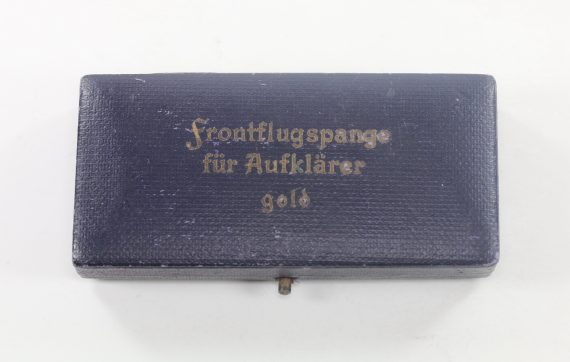 Frontflugspange
für Aufklärer
gold